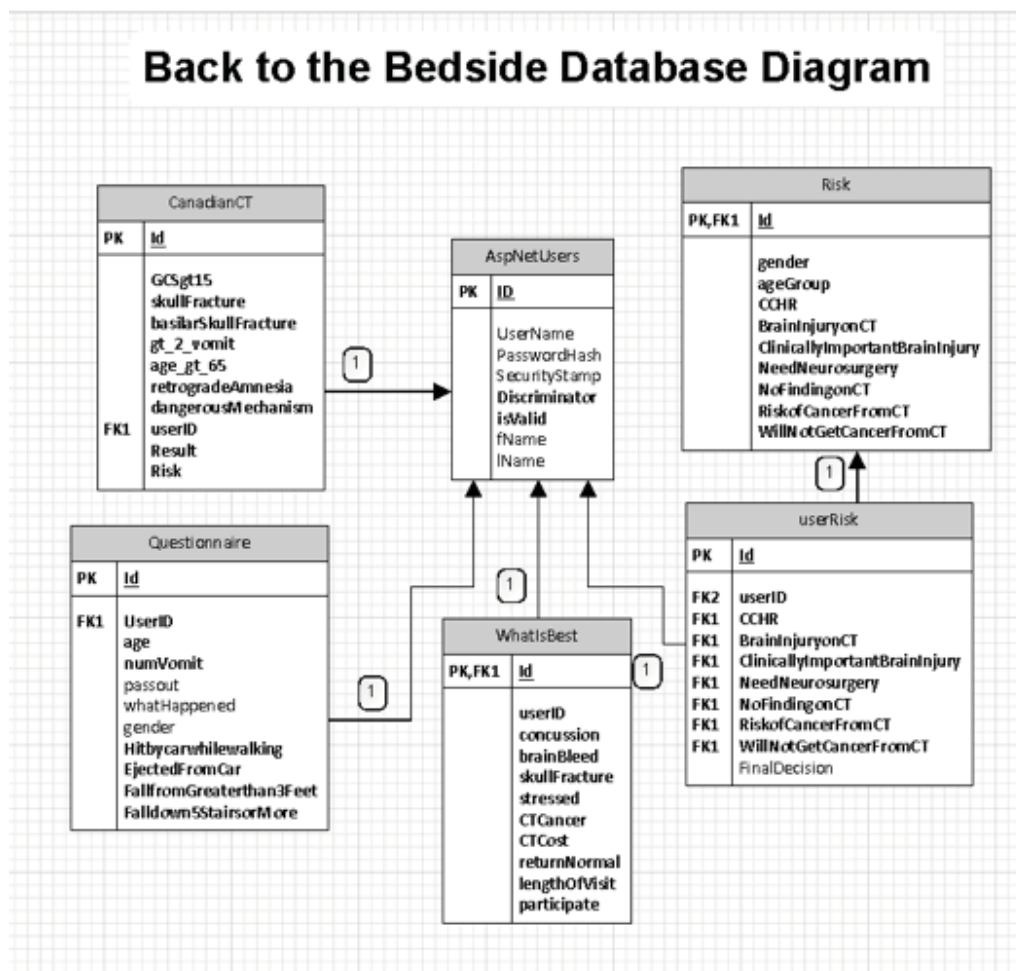 Back to the Bedside Database Diagram
CanadianCT
PK Id
GCSgt15
skullFracture
basilarSkullFracture
gt_2_vomit
age_gt_65
retrogradeAmnesia
dangerousMechanism
FK1 userID
Result
Risk
1
AspNetUsers
PK ID
UserName
PasswordHash
SecurityStamp
Discriminator
isValid
fName
lName
Risk
PK,FK1 Id
gender
ageGroup
CCHR
BrainInjuryonCT
ClinicallyImportantBrainInjury
NeedNeurosurgery
NoFindingonCT
RiskofCancerFromCT
WillNotGetCancerFromCT
1
Questionnaire
PK Id
FK1 UserID
age
numVomit
passout
whatHappened
gender
Hitbycarwhilewalking
EjectedFromCar
FallfromGreaterthan3Feet
Falldown5StairsorMore
1
1
WhatIsBest
PK,FK1 Id
userID
concussion
brainBleed
skullFracture
stressed
CTCancer
CTCost
returnNormal
lengthOfVisit
participate
1
userRisk
PK Id
FK2 userID
FK1 CCHR
FK1 BrainInjuryonCT
FK1 ClinicallyImportantBrainInjury
FK1 NeedNeurosurgery
FK1 NoFindingonCT
FK1 RiskofCancerFromCT
FK1 WillNotGetCancerFromCT
FinalDecision